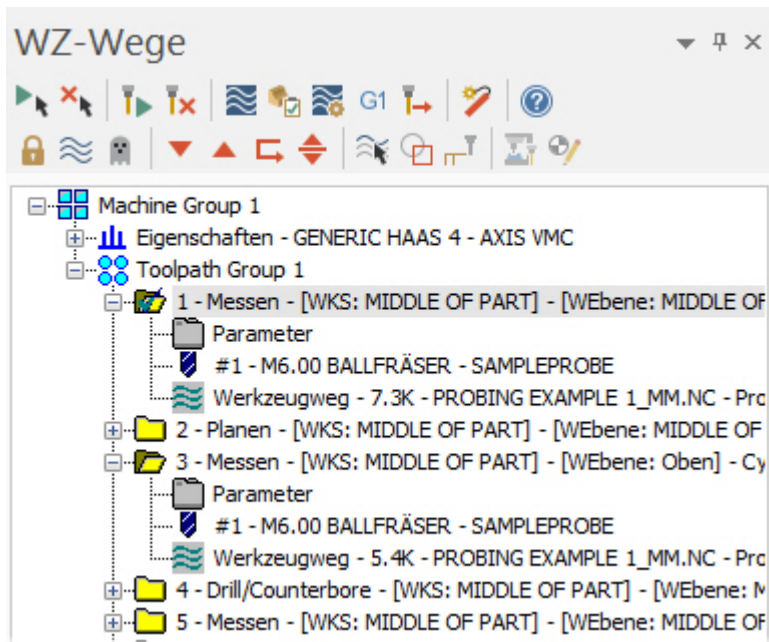 WZ-Wege
G1
Machine Group 1
Eigenschaften - GENERIC HAAS 4 - AXIS VMC
Toolpath Group 1
1 - Messen - [WKS: MIDDLE OF PART] - [WEbene: MIDDLE OF
Parameter
#1 - M6.00 BALLFRÄSER - SAMPLEPROBE
Werkzeugweg - 7.3K - PROBING EXAMPLE 1_MM.NC - Pro
2 - Planen - [WKS: MIDDLE OF PART] - [WEbene: MIDDLE OF
3 - Messen - [WKS: MIDDLE OF PART] - [WEbene: Oben] - Cy
Parameter
#1 - M6.00 BALLFRÄSER - SAMPLEPROBE
Werkzeugweg - 5.4K - PROBING EXAMPLE 1_MM.NC - Pro
4 - Drill/Counterbore - [WKS: MIDDLE OF PART] - [WEbene: M
5 - Messen - [WKS: MIDDLE OF PART] - [WEbene: MIDDLE OF